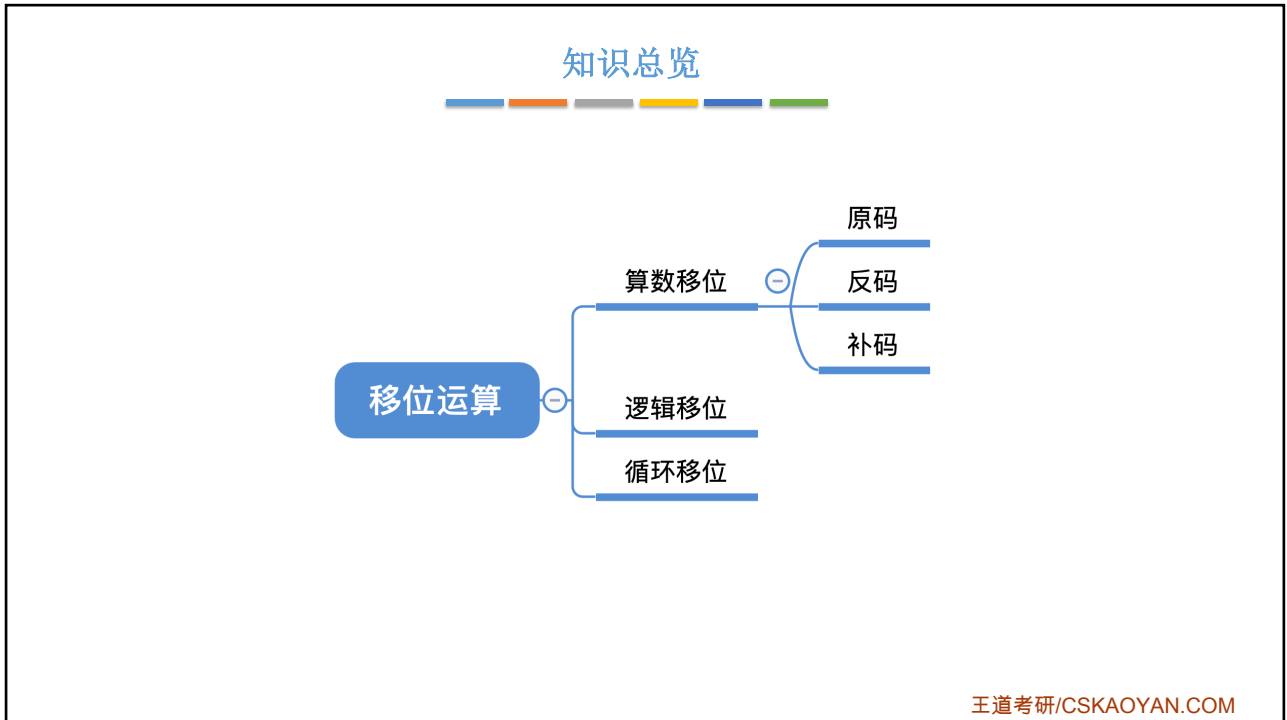 知识总览
移位运算
算数移位
原码
反码
补码
逻辑移位
循环移位
王道考研/CSKAOYAN.COM